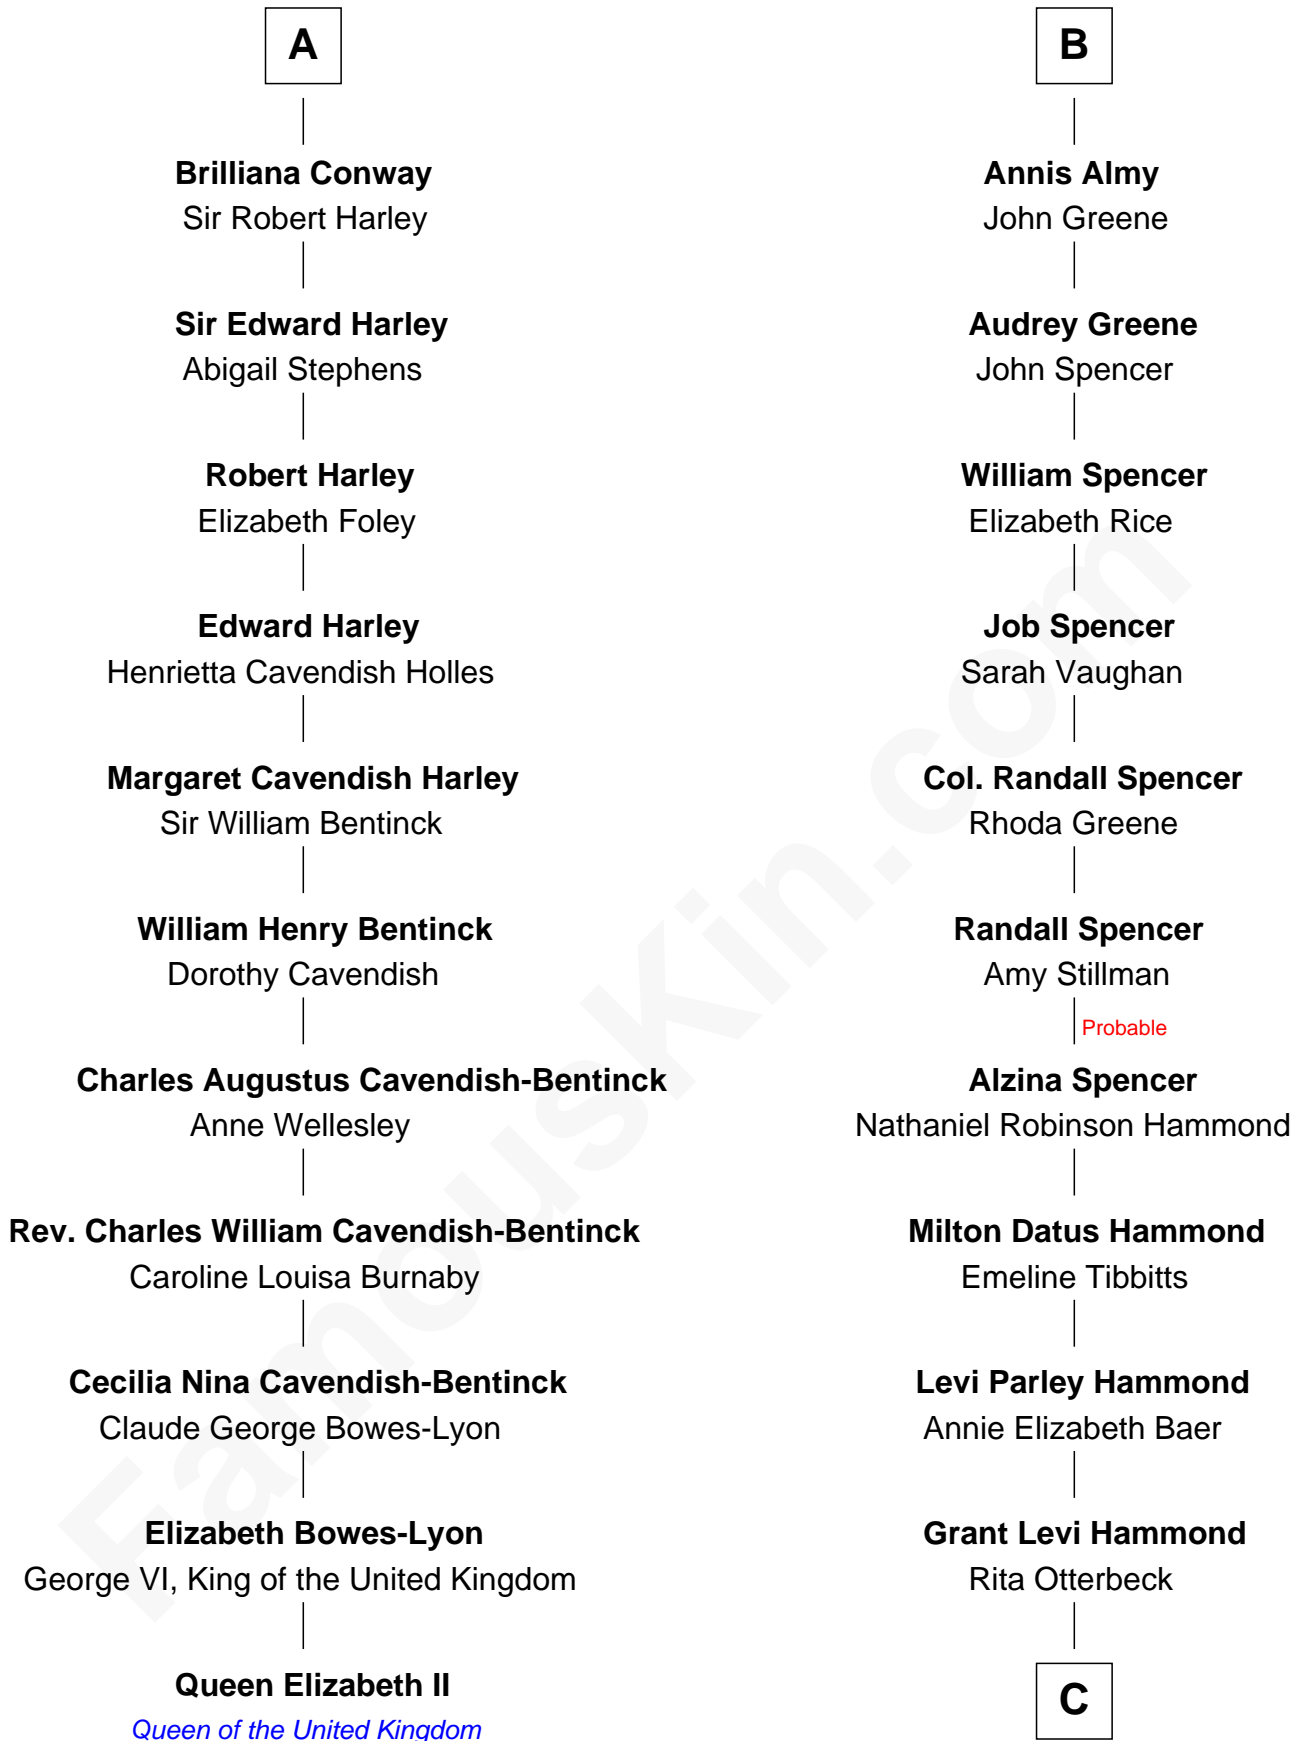 A
Brilliana Conway
Sir Robert Harley
Sir Edward Harley
Abigail Stephens
Robert Harley
Elizabeth Foley
Edward Harley
Henrietta Cavendish Holles
Margaret Cavendish Harley
Sir William Bentinck
William Henry Bentinck
Dorothy Cavendish
Charles Augustus Cavendish-Bentinck
Anne Wellesley
Rev. Charles William Cavendish-Bentinck
Caroline Louisa Burnaby
Cecilia Nina Cavendish-Bentinck
Claude George Bowes-Lyon
Elizabeth Bowes-Lyon
George VI, King of the United Kingdom
Queen Elizabeth II
Queen of the United Kingdom
B
Annis Almy
John Greene
Audrey Greene
John Spencer
William Spencer
Elizabeth Rice
Job Spencer
Sarah Vaughan
Col. Randall Spencer
Rhoda Greene
Randall Spencer
Amy Stillman
Probable
Alzina Spencer
Nathaniel Robinson Hammond
Milton Datus Hammond
Emeline Tibbitts
Levi Parley Hammond
Annie Elizabeth Baer
Grant Levi Hammond
Rita Otterbeck
C
FamousKin.com